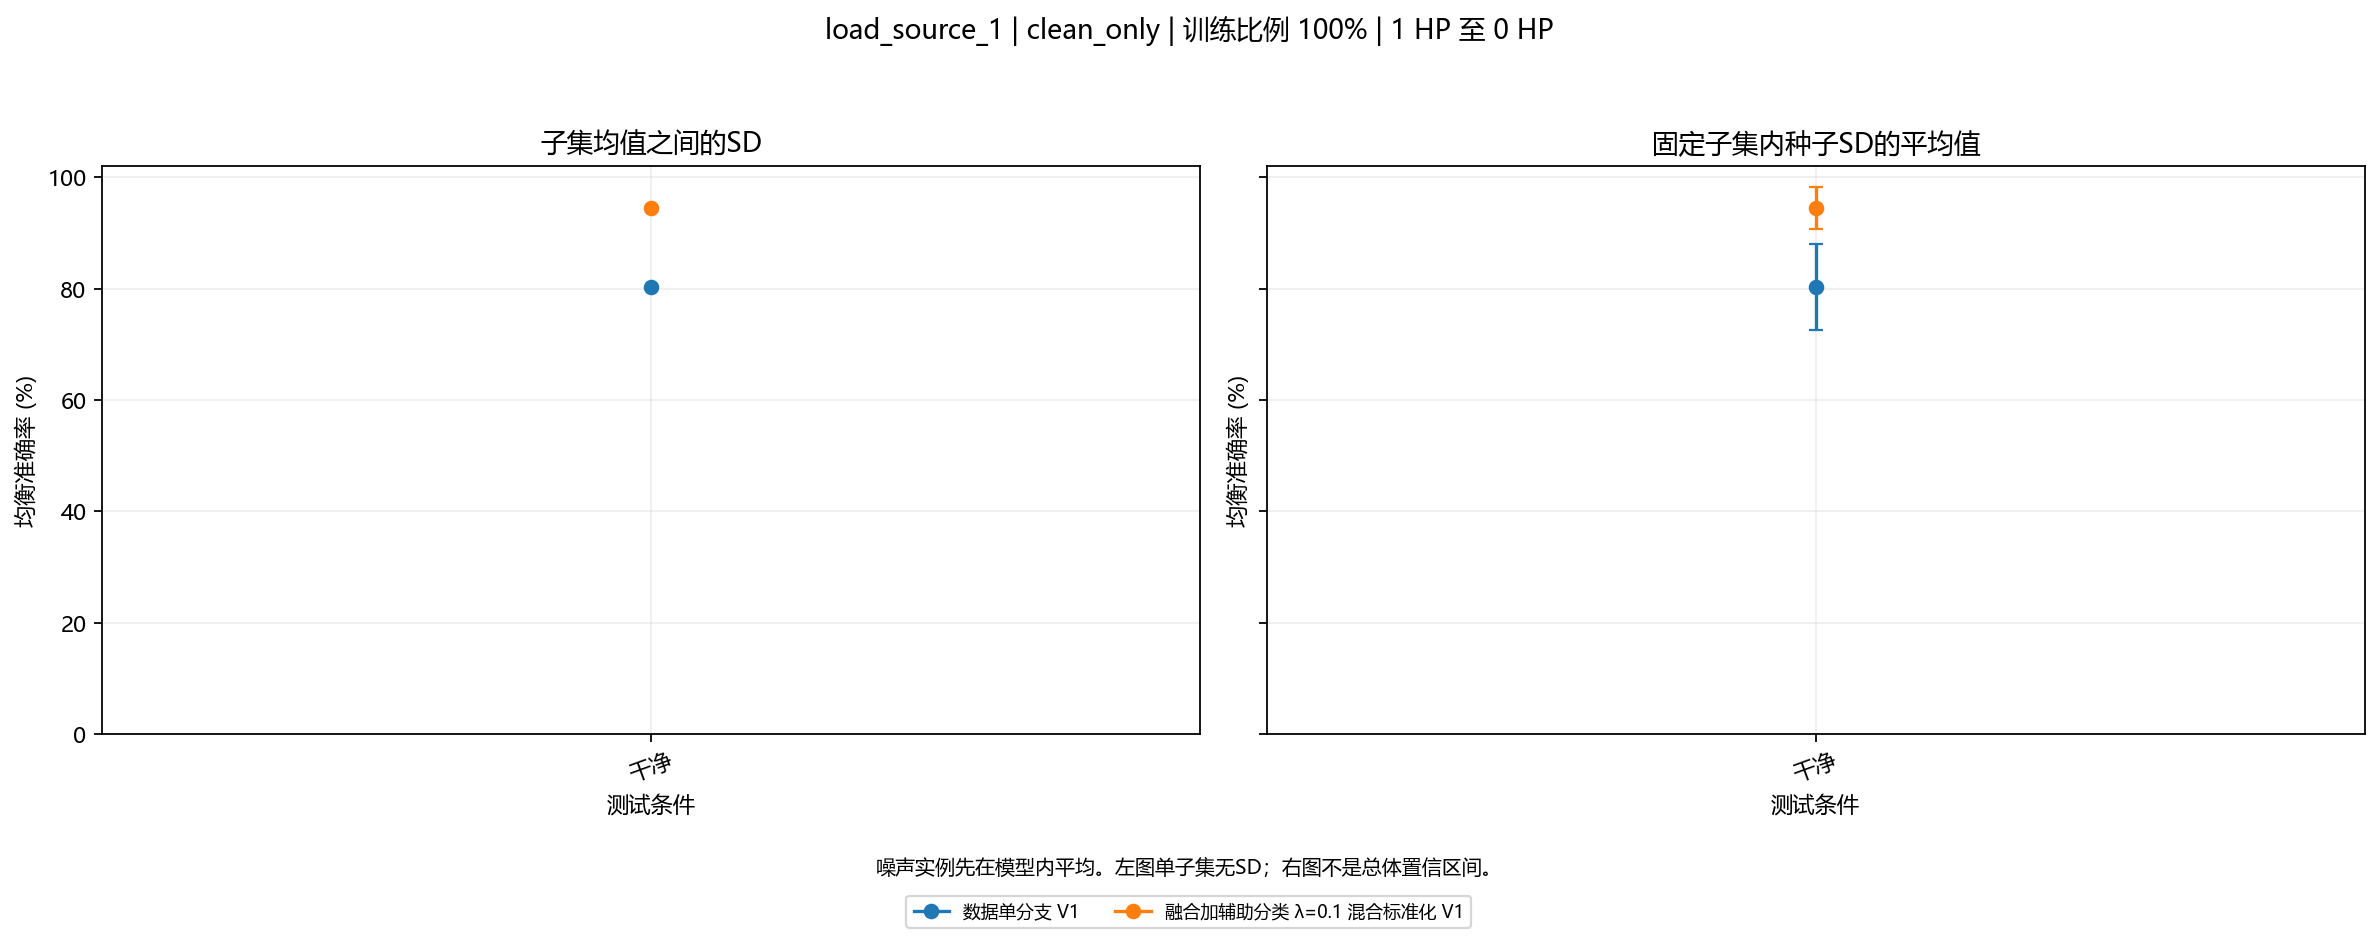 load_source_1 | clean_only | 训练比例 100% | 1 HP 至 0 HP
子集均值之间的SD
100
80
60
40
20
0
均衡准确率 (%)
干净
测试条件
固定子集内种子SD的平均值
均衡准确率 (%)
干净
测试条件
噪声实例先在模型内平均。左图单子集无SD；右图不是总体置信区间。
数据单分支 V1
融合加辅助分类 λ=0.1 混合标准化 V1